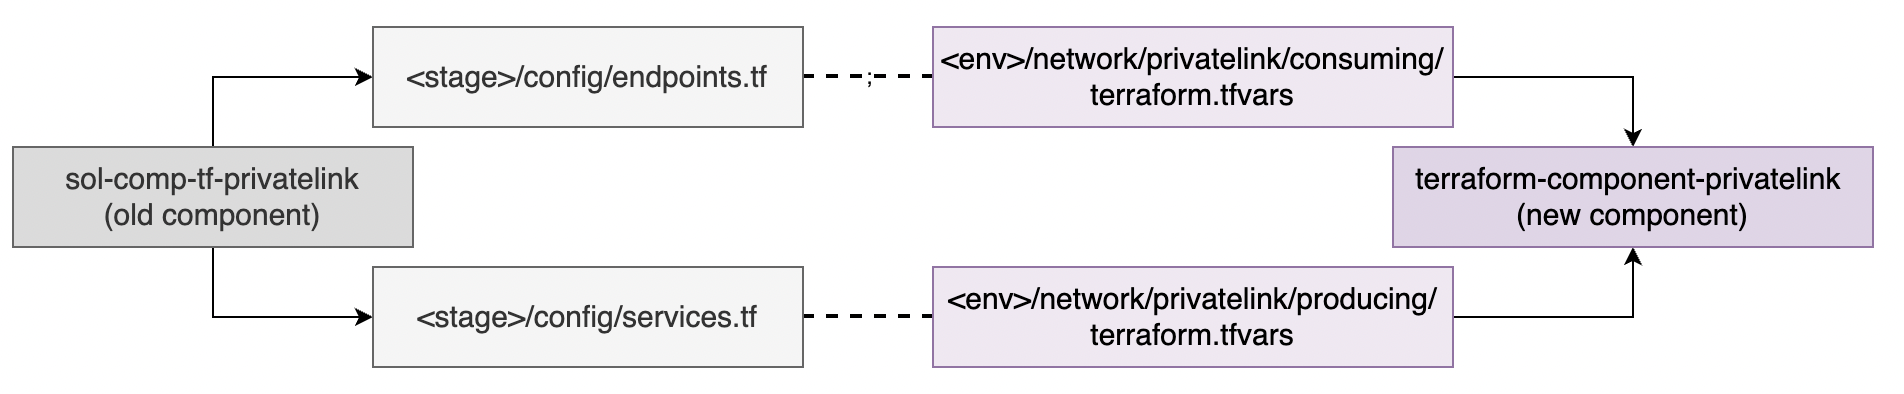 <stage>/config/endpoints.tf
;
<env>/network/privatelink/consuming/
terraform.tfvars
sol-comp-tf-privatelink
(old component)
terraform-component-privatelink
(new component)
<stage>/config/services.tf
<env>/network/privatelink/producing/
terraform.tfvars